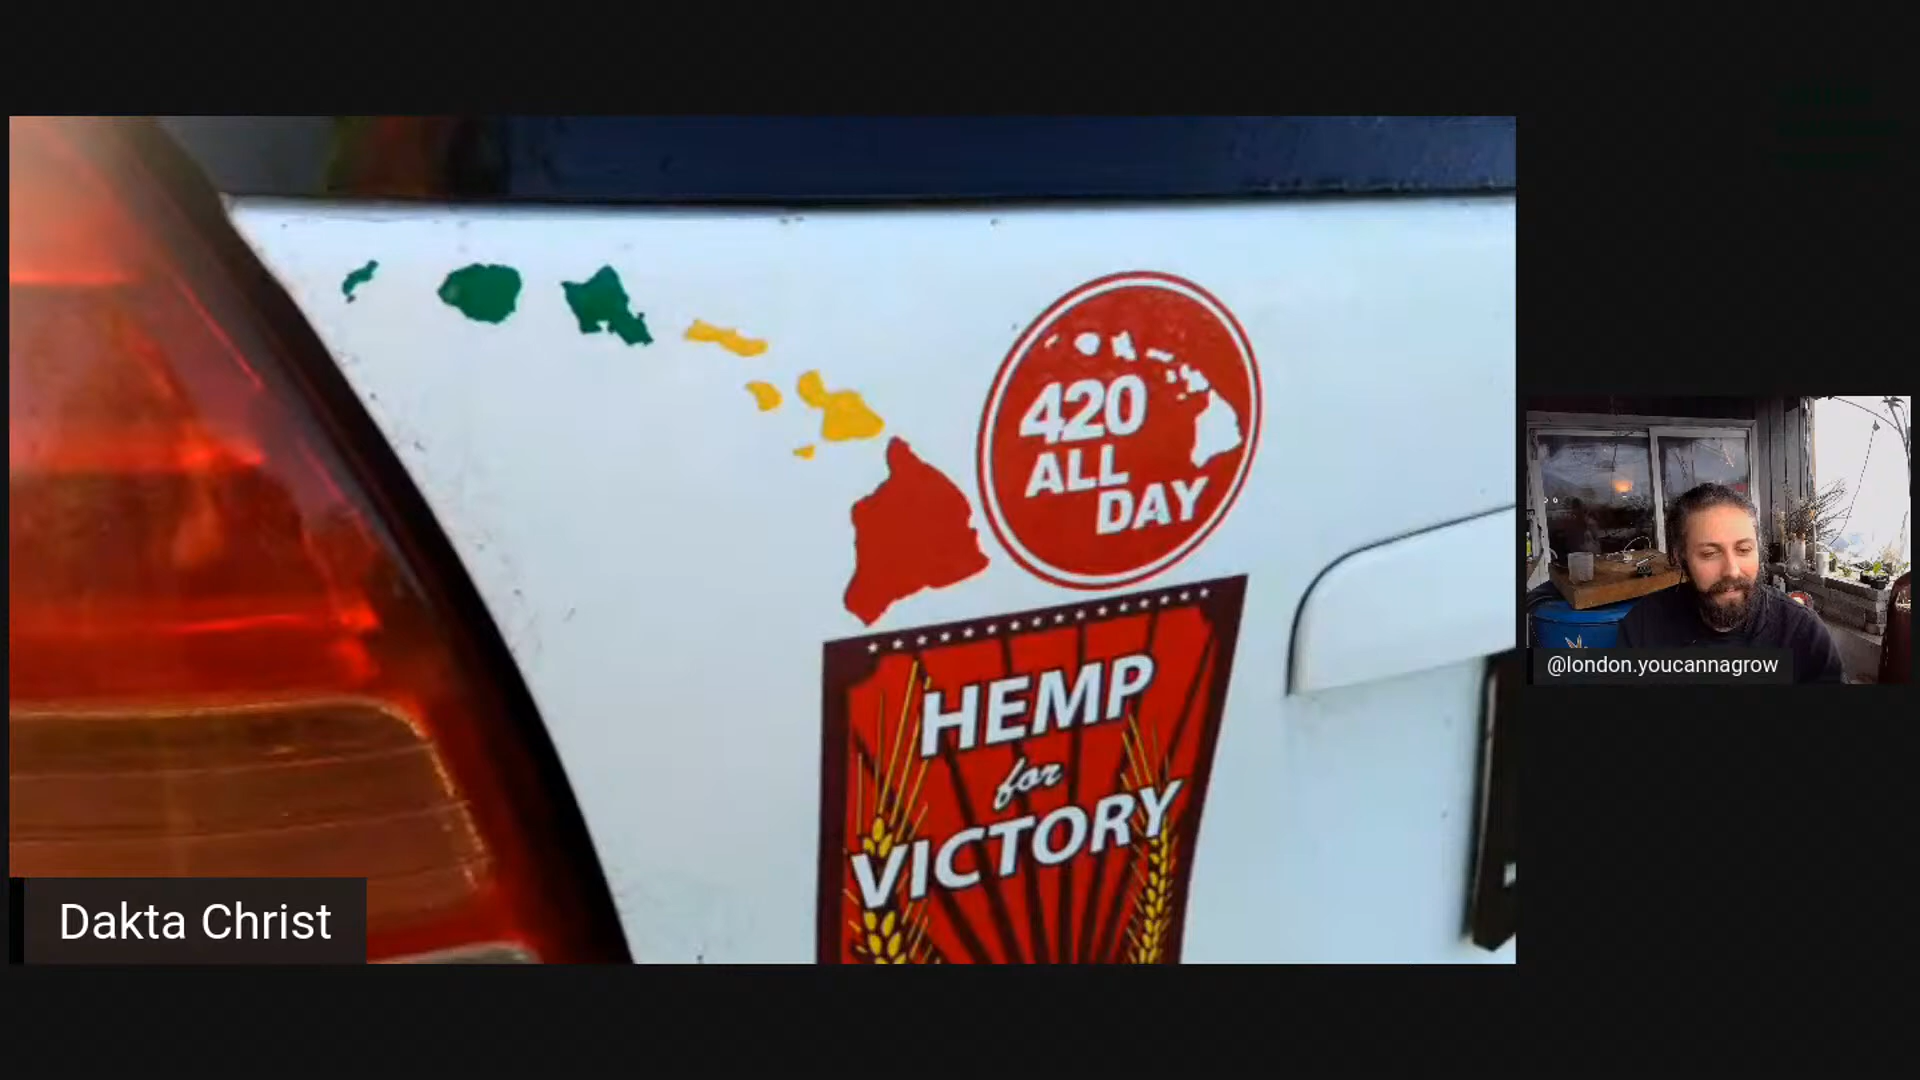 420
ALL
DAY
HEMP
for
VICTORY
Dakta Christ
@london.youcannagrow